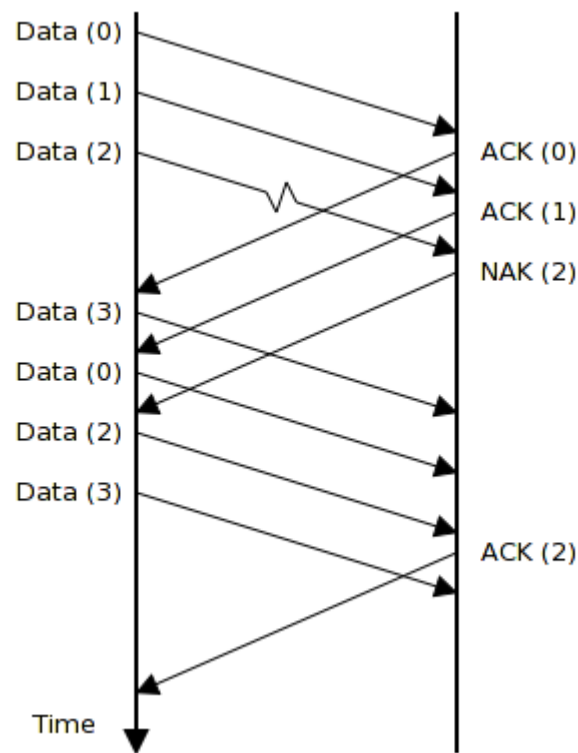 Data (0)
Data (1)
Data (2)
ACK (0)
ACK (1)
NAK (2)
Data (3)
Data (0)
Data (2)
Data (3)
ACK (2)
Time